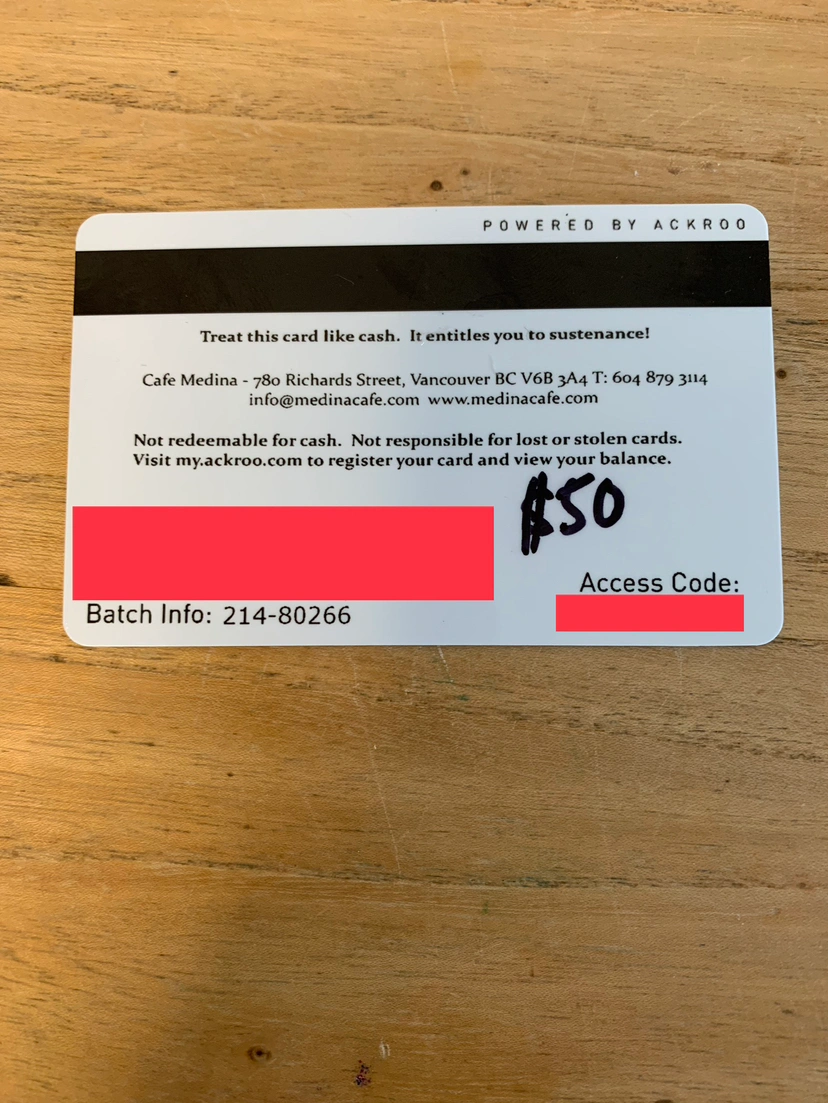 POWERED BY ACKROO
Treat this card like cash. It entitles you to sustenance!
Cafe Medina - 780 Richards Street, Vancouver BC V6B 3A4 T: 604 879 3114
info@medinacafe.com www.medinacafe.com
Not redeemable for cash. Not responsible for lost or stolen cards.
Visit my.ackroo.com to register your card and view your balance.
$50
Access Code:
Batch Info: 214-80266